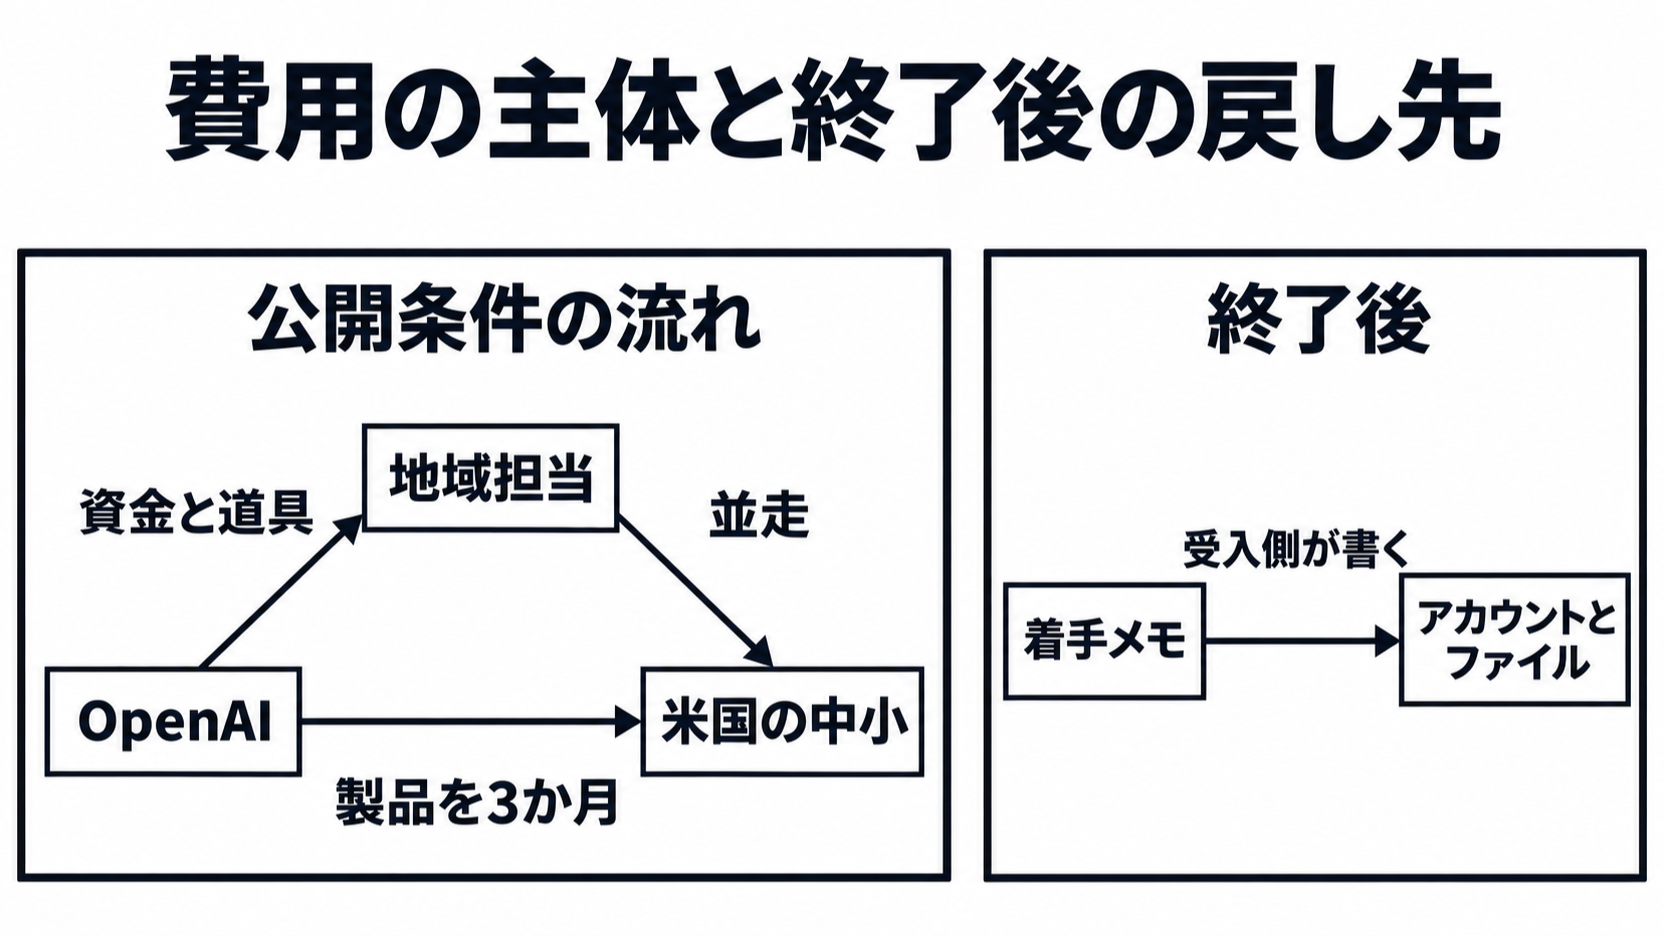 費用の主体と終了後の戻し先
公開条件の流れ
地域担当
資金と道具
並走
OpenAI
米国の中小
製品を3か月
終了後
受入側が書く
着手メモ
アカウントと
ファイル